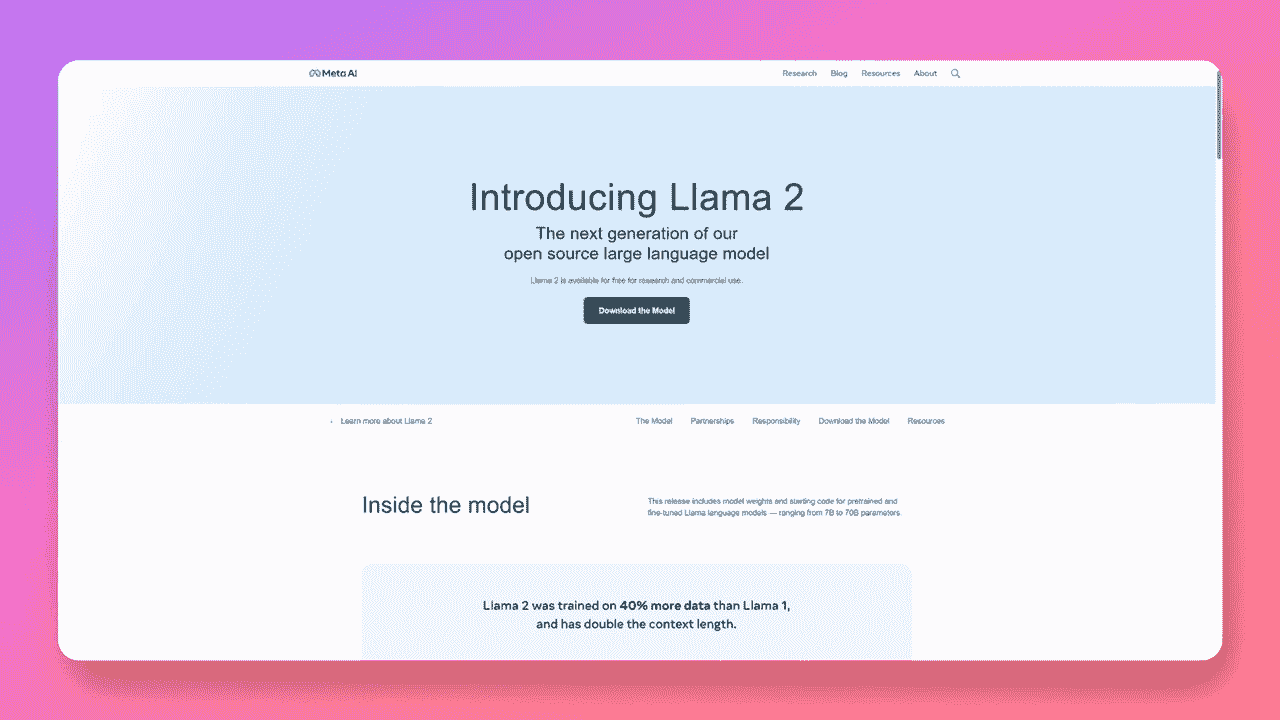 Meta AI
Research Blog Resources About
Introducing Llama 2
The next generation of our
open source large language model
Llama 2 is available for free for research and commercial use.
Download the Model
Learn more about Llama 2
The Model Partnerships Responsibility Download the Model Resources
Inside the model
This release includes model weights and starting code for pretrained and
fine-tuned Llama language models — ranging from 7B to 70B parameters.
Llama 2 was trained on 40% more data than Llama 1,
and has double the context length.